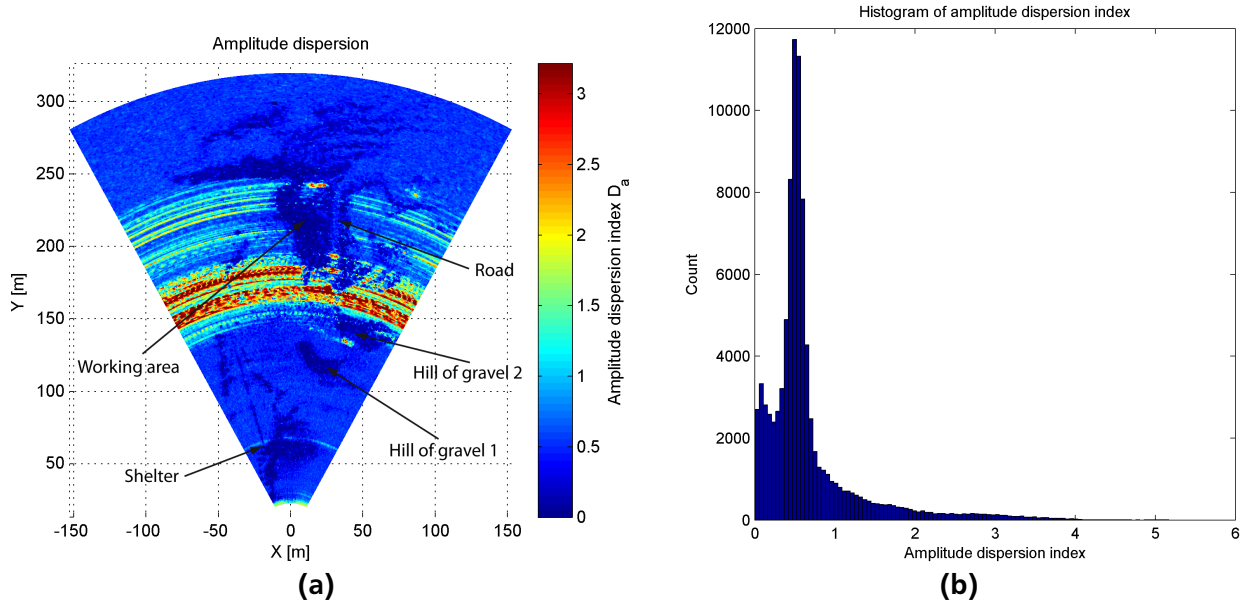 Amplitude dispersion
300
250
200
150
100
50
Y [m]
-150
-100
-50
0
50
100
150
X [m]
Working area
Shelter
Road
Hill of gravel 2
Hill of gravel 1
3
2.5
2
1.5
1
0.5
0
Amplitude dispersion index D_a
(a)
Histogram of amplitude dispersion index
12000
10000
8000
6000
4000
2000
0
Count
0
1
2
3
4
5
6
Amplitude dispersion index
(b)